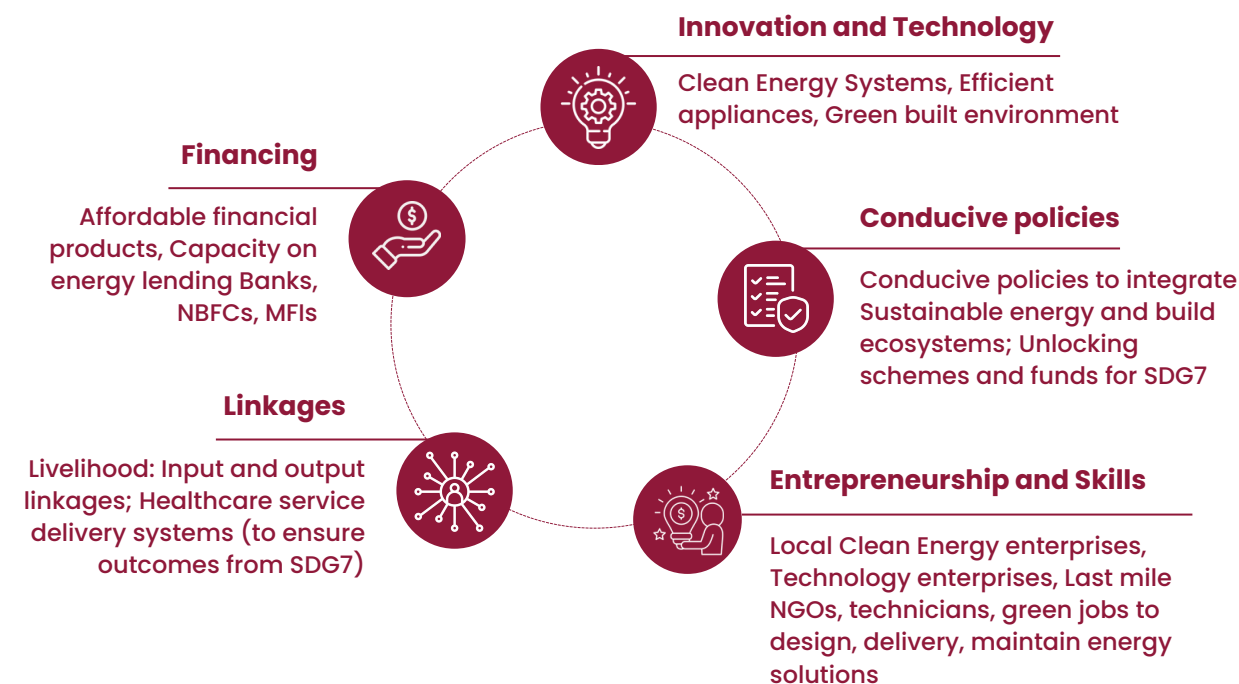 Innovation and Technology
Clean Energy Systems, Efficient
appliances, Green built environment
Financing
Affordable financial
products, Capacity on
energy lending Banks,
NBFCs, MFIs
Conducive policies
Conducive policies to integrate
Sustainable energy and build
ecosystems; Unlocking
schemes and funds for SDG7
Linkages
Livelihood: Input and output
linkages; Healthcare service
delivery systems (to ensure
outcomes from SDG7)
Entrepreneurship and Skills
Local Clean Energy enterprises,
Technology enterprises, Last mile
NGOs, technicians, green jobs to
design, delivery, maintain energy
solutions